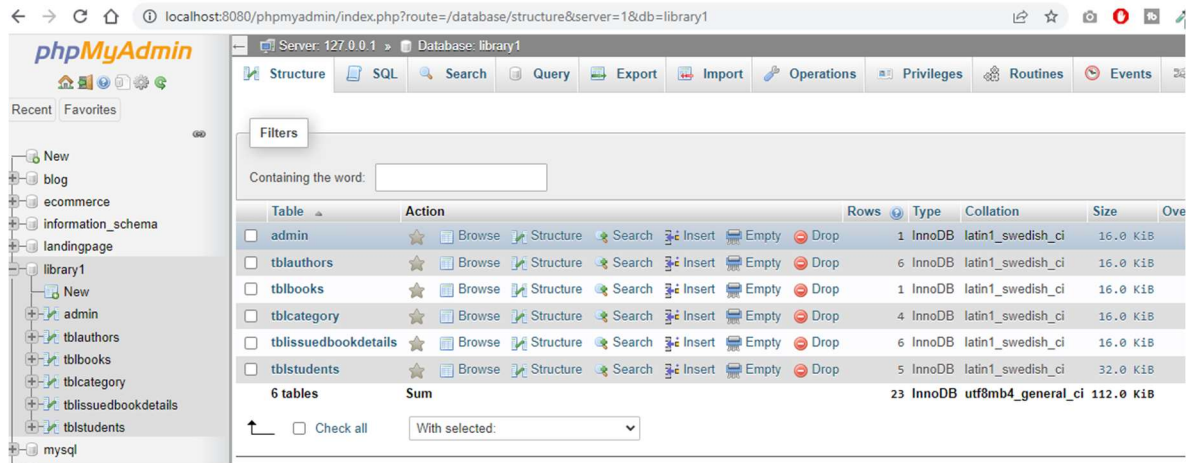 localhost:8080/phpmyadmin/index.php?route=/database/structure&server=1&db=library1
phpMyAdmin
Recent Favorites
New
blog
ecommerce
information_schema
landingpage
library1
New
admin
tblauthors
tblbooks
tblcategory
tblissuedbookdetails
tblstudents
mysql
Server: 127.0.0.1 » Database: library1
Structure SQL Search Query Export Import Operations Privileges Routines Events
Filters
Containing the word:
Table Action Rows Type Collation Size Ove
admin Browse Structure Search Insert Empty Drop 1 InnoDB latin1_swedish_ci 16.0 KiB
tblauthors Browse Structure Search Insert Empty Drop 6 InnoDB latin1_swedish_ci 16.0 KiB
tblbooks Browse Structure Search Insert Empty Drop 1 InnoDB latin1_swedish_ci 16.0 KiB
tblcategory Browse Structure Search Insert Empty Drop 4 InnoDB latin1_swedish_ci 16.0 KiB
tblissuedbookdetails Browse Structure Search Insert Empty Drop 6 InnoDB latin1_swedish_ci 16.0 KiB
tblstudents Browse Structure Search Insert Empty Drop 5 InnoDB latin1_swedish_ci 32.0 KiB
6 tables Sum 23 InnoDB utf8mb4_general_ci 112.0 KiB
Check all With selected: